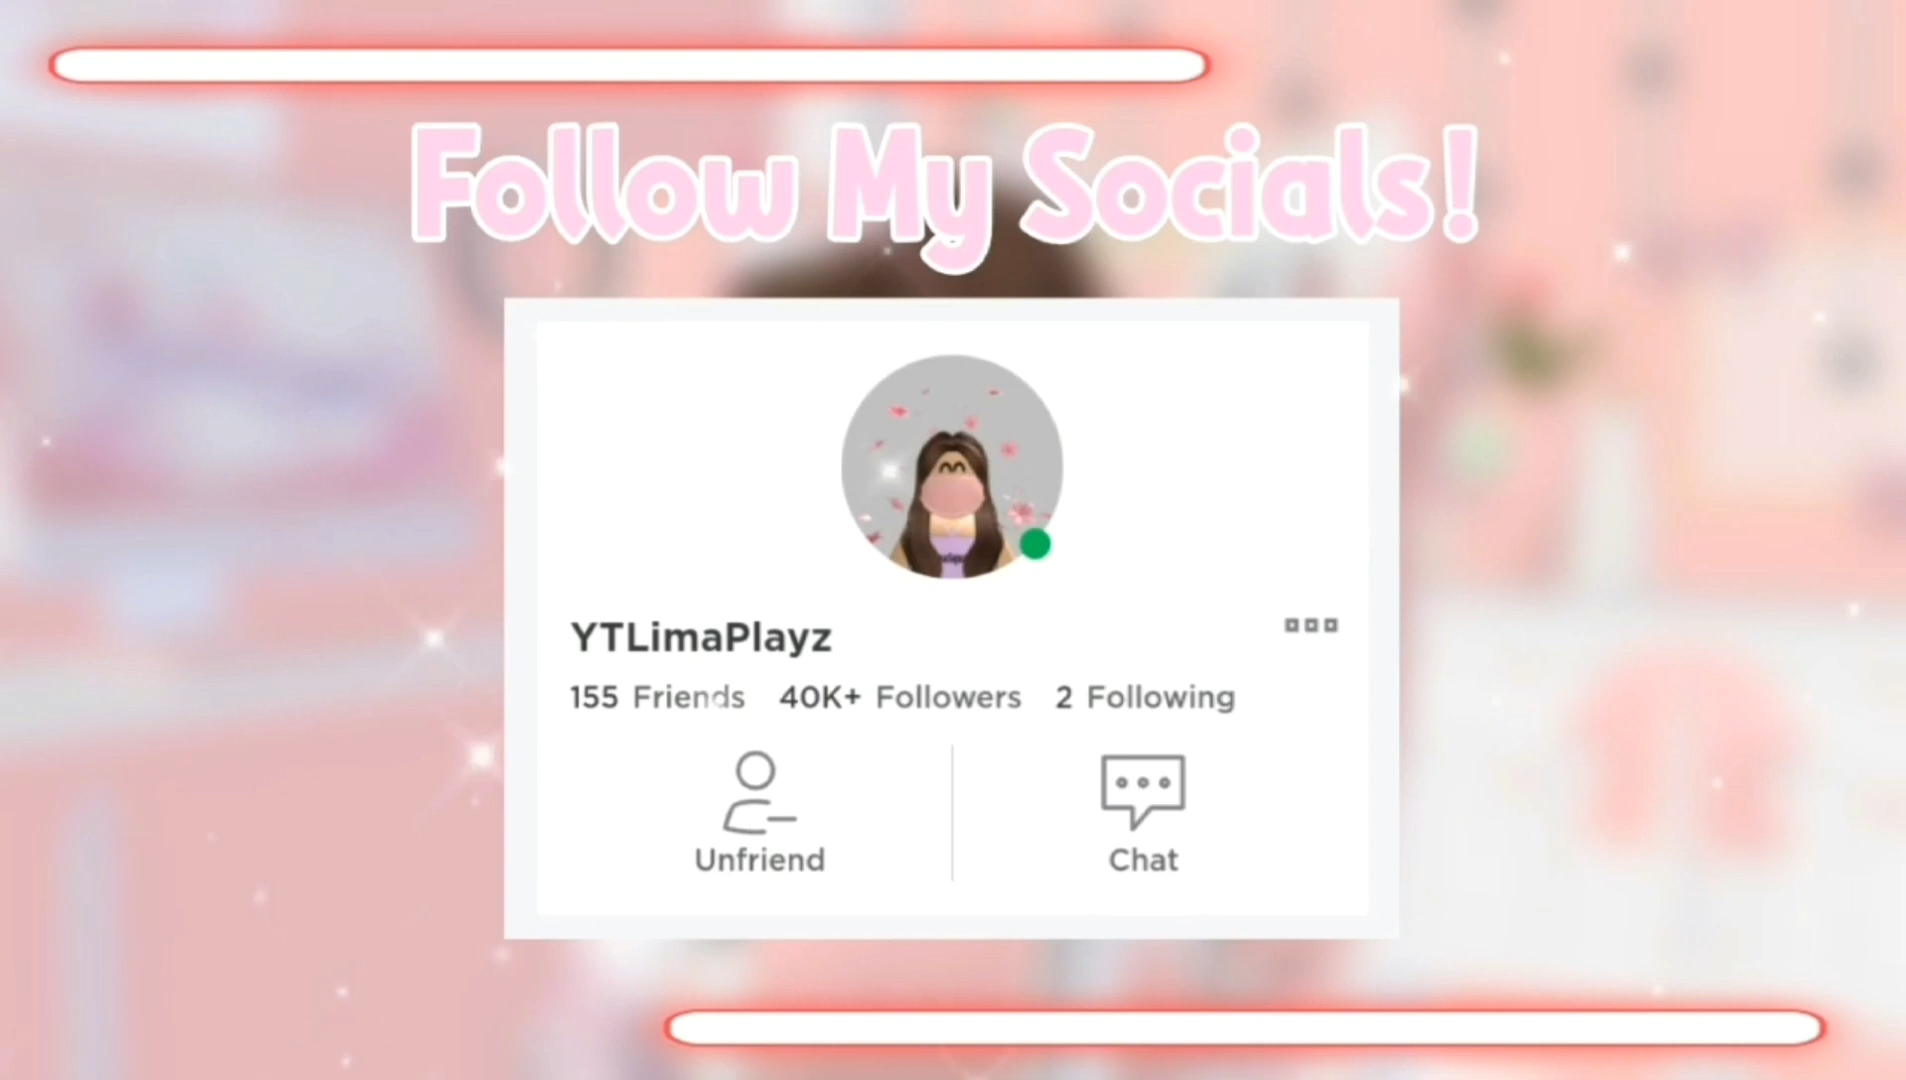 Follow My Socials!
YTLimaPlayz
155 Friends 40K+ Followers 2 Following
Unfriend Chat